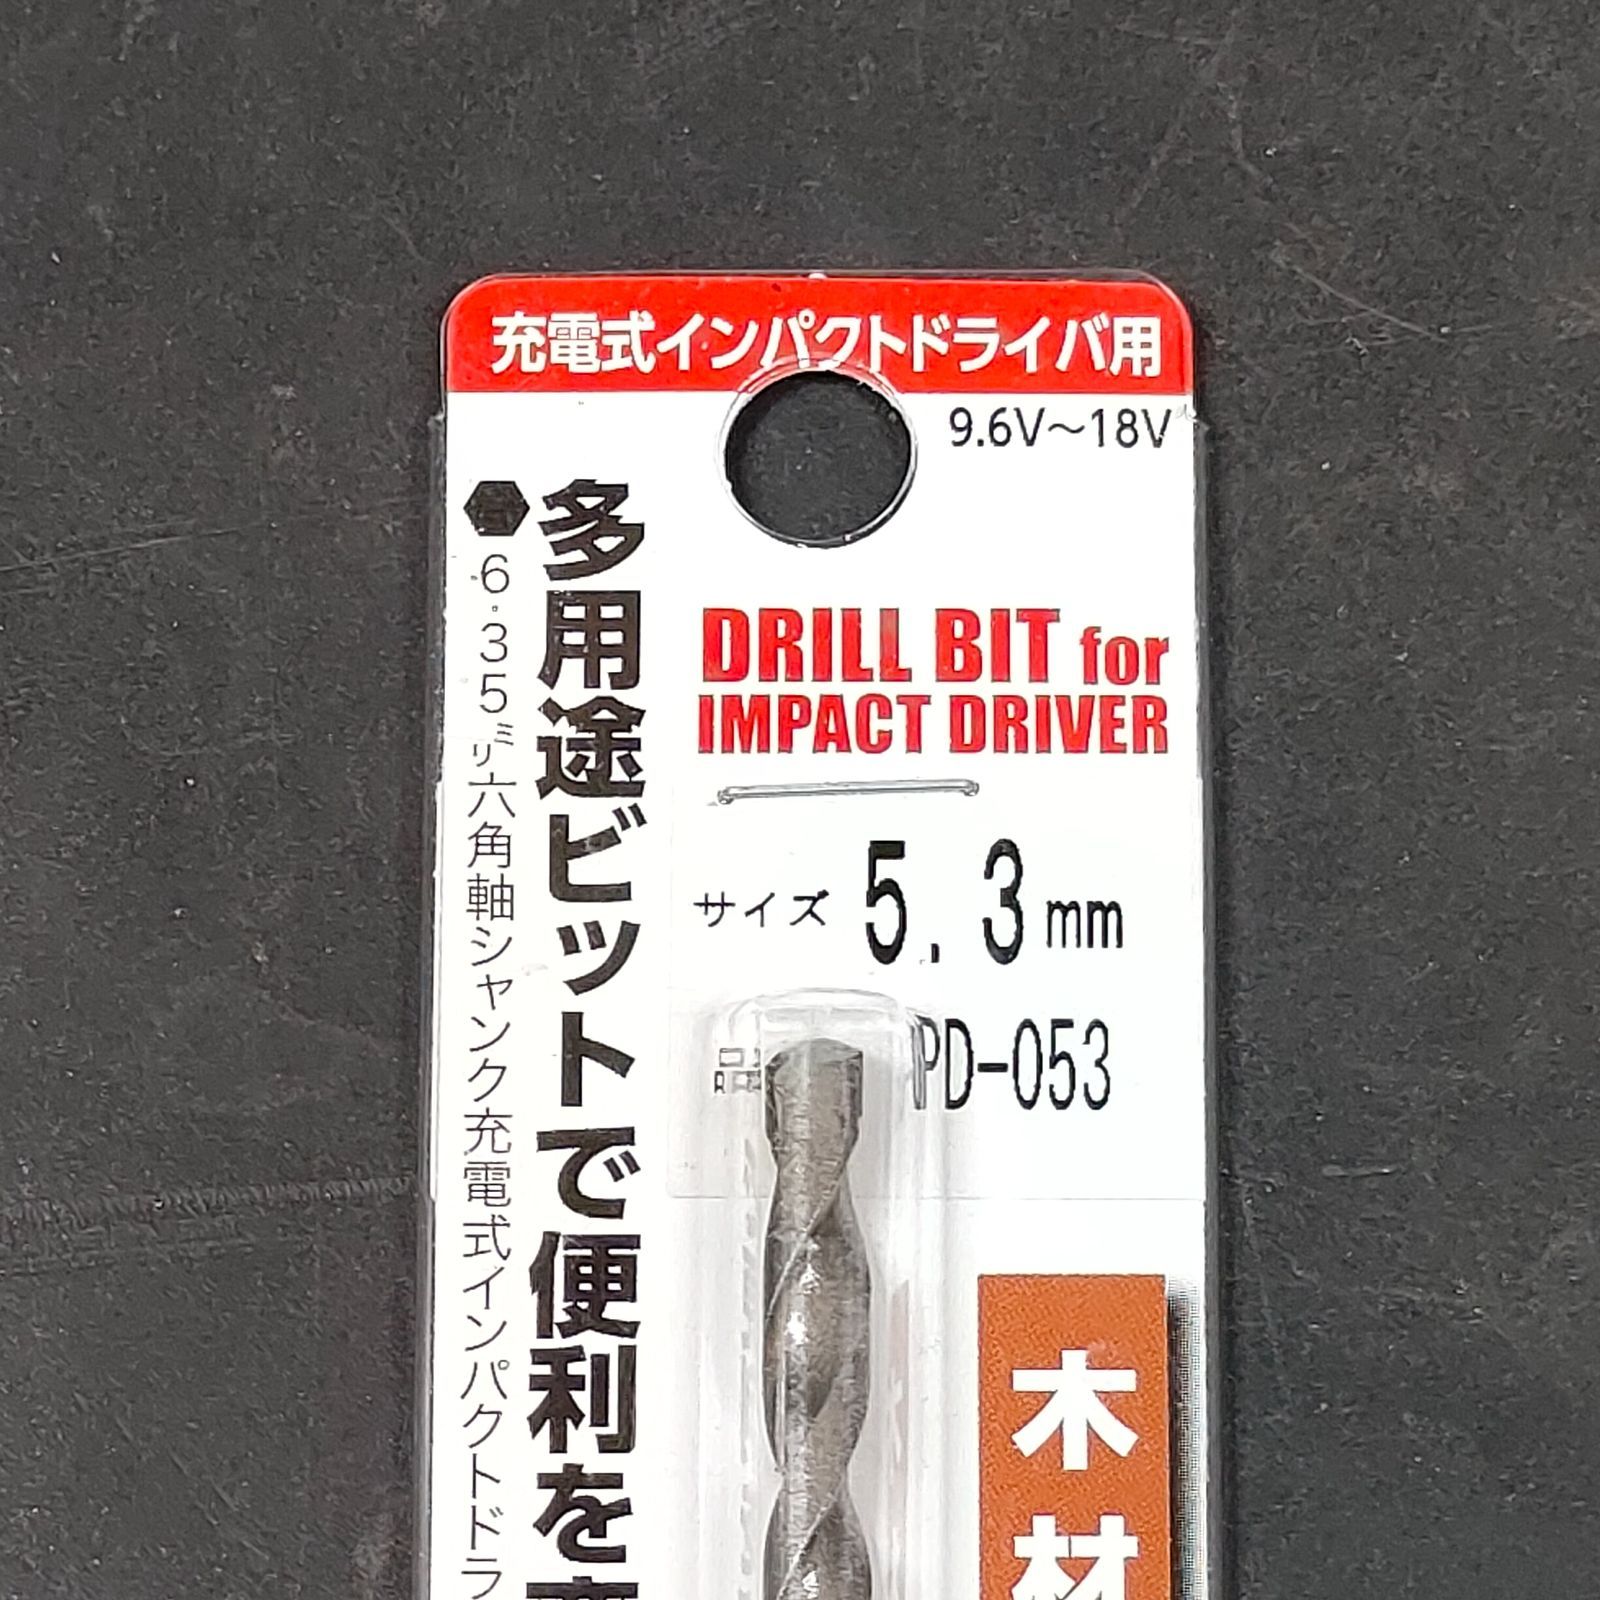 充電式インパクトドライバ用
9.6V〜18V
多用途ビットで便利を
●6.35ミリ六角軸シャンク充電式インパクトドラ
DRILL BIT for
IMPACT DRIVER
サイズ 5.3mm
PD-053
木材